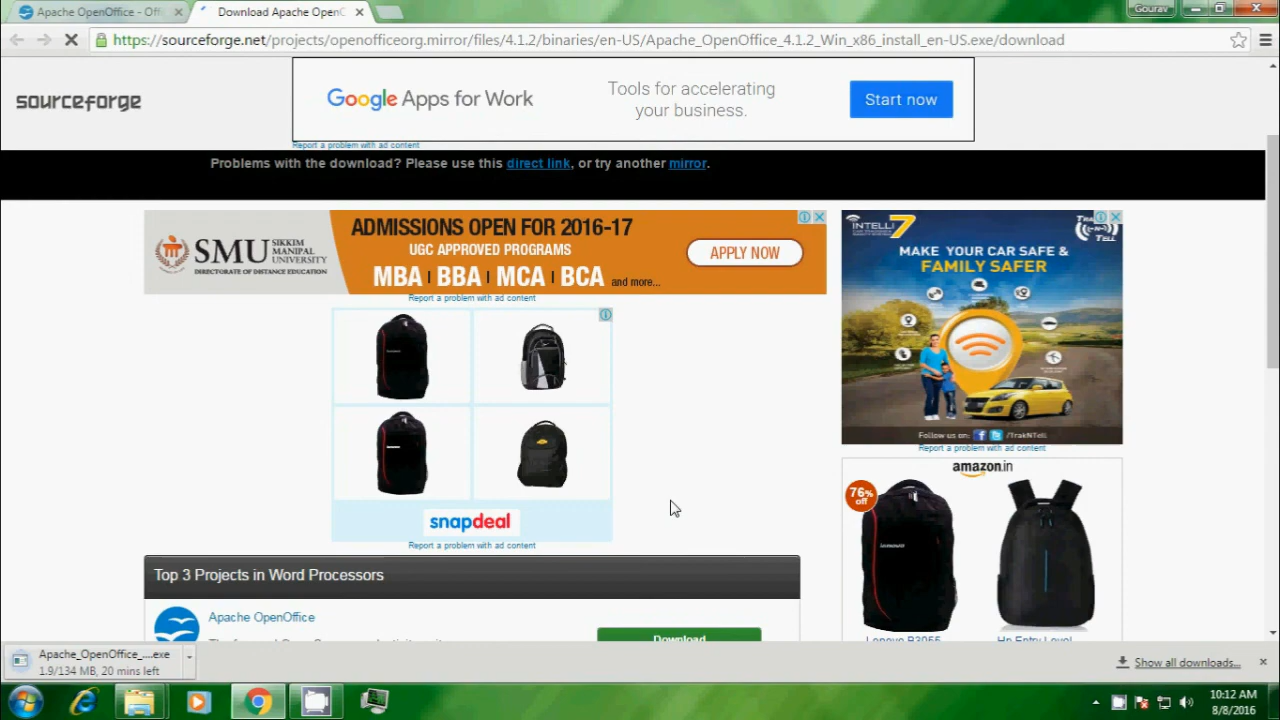 Apache OpenOffice - Offi
Download Apache OpenO
Gourav
https://sourceforge.net/projects/openofficeorg.mirror/files/4.1.2/binaries/en-US/Apache_OpenOffice_4.1.2_Win_x86_install_en-US.exe/download
sourceforge
Google Apps for Work
Tools for accelerating
your business.
Start now
Report a problem with ad content
Problems with the download? Please use this direct link, or try another mirror.
SMU SIKKIM
MANIPAL
UNIVERSITY
DIRECTORATE OF DISTANCE EDUCATION
ADMISSIONS OPEN FOR 2016-17
UGC APPROVED PROGRAMS
MBA | BBA | MCA | BCA and more...
APPLY NOW
Report a problem with ad content
INTELLI 7
MAKE YOUR CAR SAFE &
FAMILY SAFER
Follow us on: /TrakNTell
Report a problem with ad content
snapdeal
Report a problem with ad content
amazon.in
76%
off
lenovo
Top 3 Projects in Word Processors
Apache OpenOffice
Download
Apache_OpenOffice_....exe
1.9/134 MB, 20 mins left
Show all downloads...
10:12 AM
8/8/2016